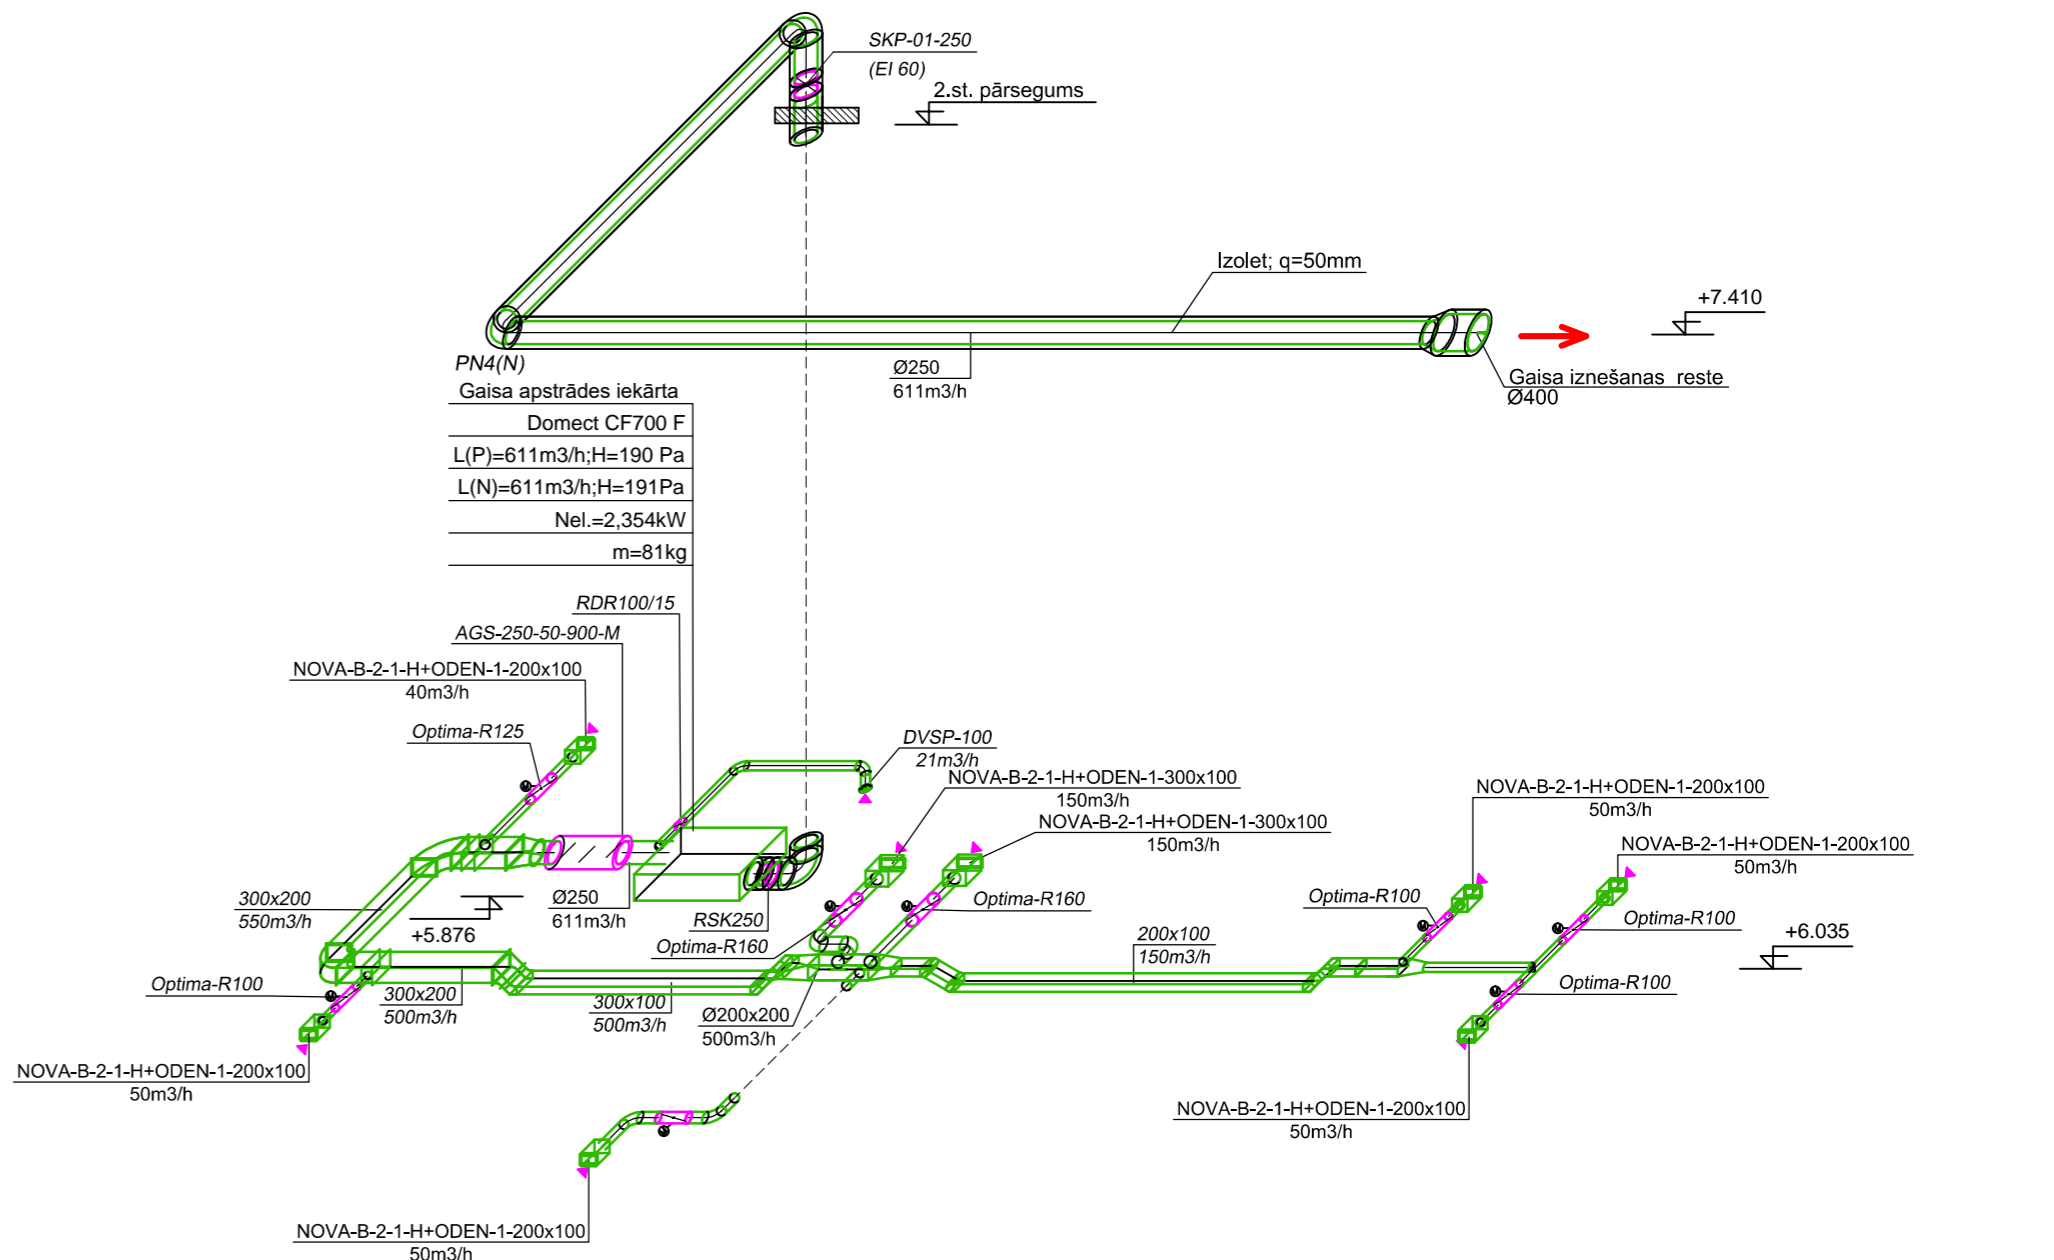 SKP-01-250
(EI 60)
2.st. pārsegums
Izolet; q=50mm
+7.410
Ø250
611m3/h
Gaisa iznešanas reste
Ø400
PN4(N)
Gaisa apstrādes iekārta
Domect CF700 F
L(P)=611m3/h;H=190 Pa
L(N)=611m3/h;H=191Pa
Nel.=2,354kW
m=81kg
RDR100/15
AGS-250-50-900-M
NOVA-B-2-1-H+ODEN-1-200x100
40m3/h
Optima-R125
DVSP-100
21m3/h
NOVA-B-2-1-H+ODEN-1-300x100
150m3/h
NOVA-B-2-1-H+ODEN-1-300x100
150m3/h
NOVA-B-2-1-H+ODEN-1-200x100
50m3/h
NOVA-B-2-1-H+ODEN-1-200x100
50m3/h
300x200
550m3/h
+5.876
Ø250
611m3/h
RSK250
Optima-R160
Optima-R160
Optima-R100
Optima-R100
200x100
150m3/h
+6.035
Optima-R100
300x200
500m3/h
300x100
500m3/h
Ø200x200
500m3/h
Optima-R100
NOVA-B-2-1-H+ODEN-1-200x100
50m3/h
NOVA-B-2-1-H+ODEN-1-200x100
50m3/h
NOVA-B-2-1-H+ODEN-1-200x100
50m3/h